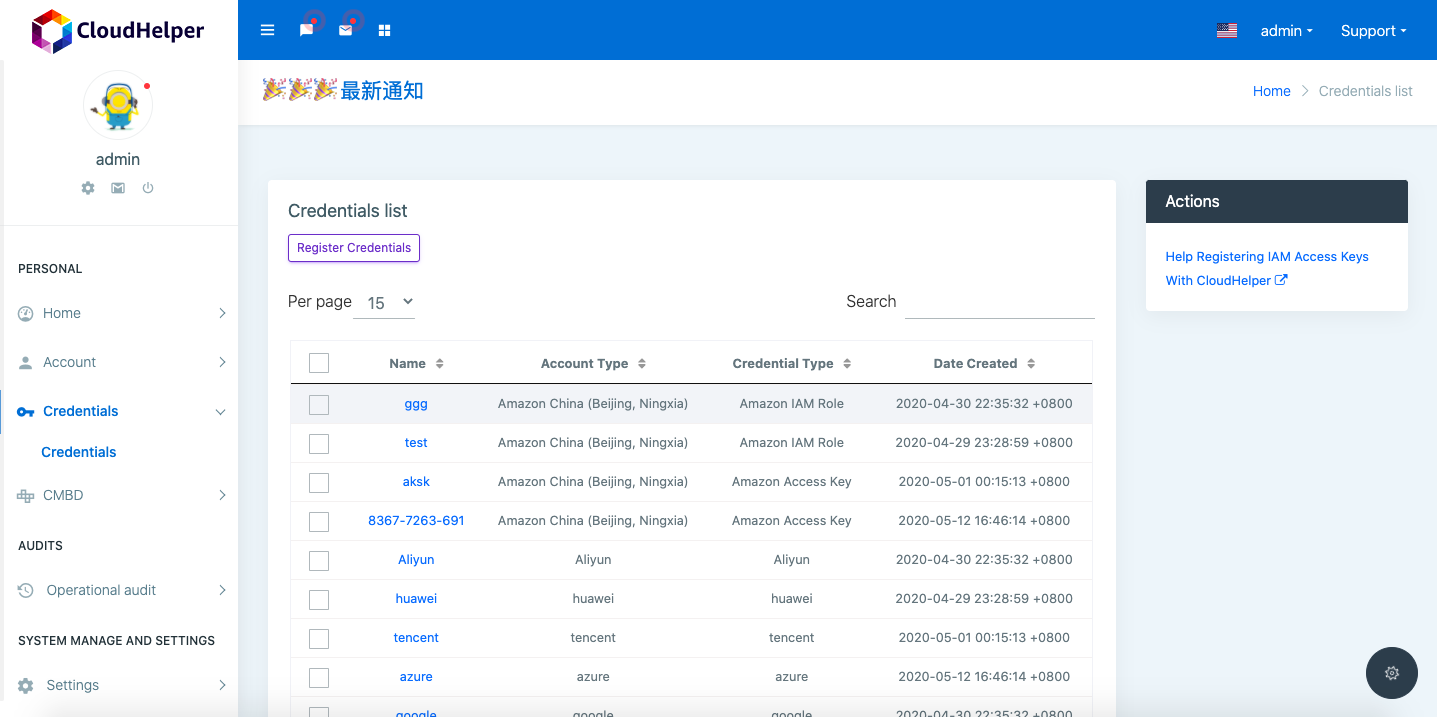 CloudHelper
admin
Support
🎉🎉🎉最新通知
Home
Credentials list
admin
PERSONAL
Home
Account
Credentials
Credentials
CMBD
AUDITS
Operational audit
SYSTEM MANAGE AND SETTINGS
Settings
Credentials list
Register Credentials
Per page 15
Search
Name Account Type Credential Type Date Created
ggg Amazon China (Beijing, Ningxia) Amazon IAM Role 2020-04-30 22:35:32 +0800
test Amazon China (Beijing, Ningxia) Amazon IAM Role 2020-04-29 23:28:59 +0800
aksk Amazon China (Beijing, Ningxia) Amazon Access Key 2020-05-01 00:15:13 +0800
8367-7263-691 Amazon China (Beijing, Ningxia) Amazon Access Key 2020-05-12 16:46:14 +0800
Aliyun Aliyun Aliyun 2020-04-30 22:35:32 +0800
huawei huawei huawei 2020-04-29 23:28:59 +0800
tencent tencent tencent 2020-05-01 00:15:13 +0800
azure azure azure 2020-05-12 16:46:14 +0800
google google google 2020-04-30 22:35:32 +0800
Actions
Help Registering IAM Access Keys
With CloudHelper